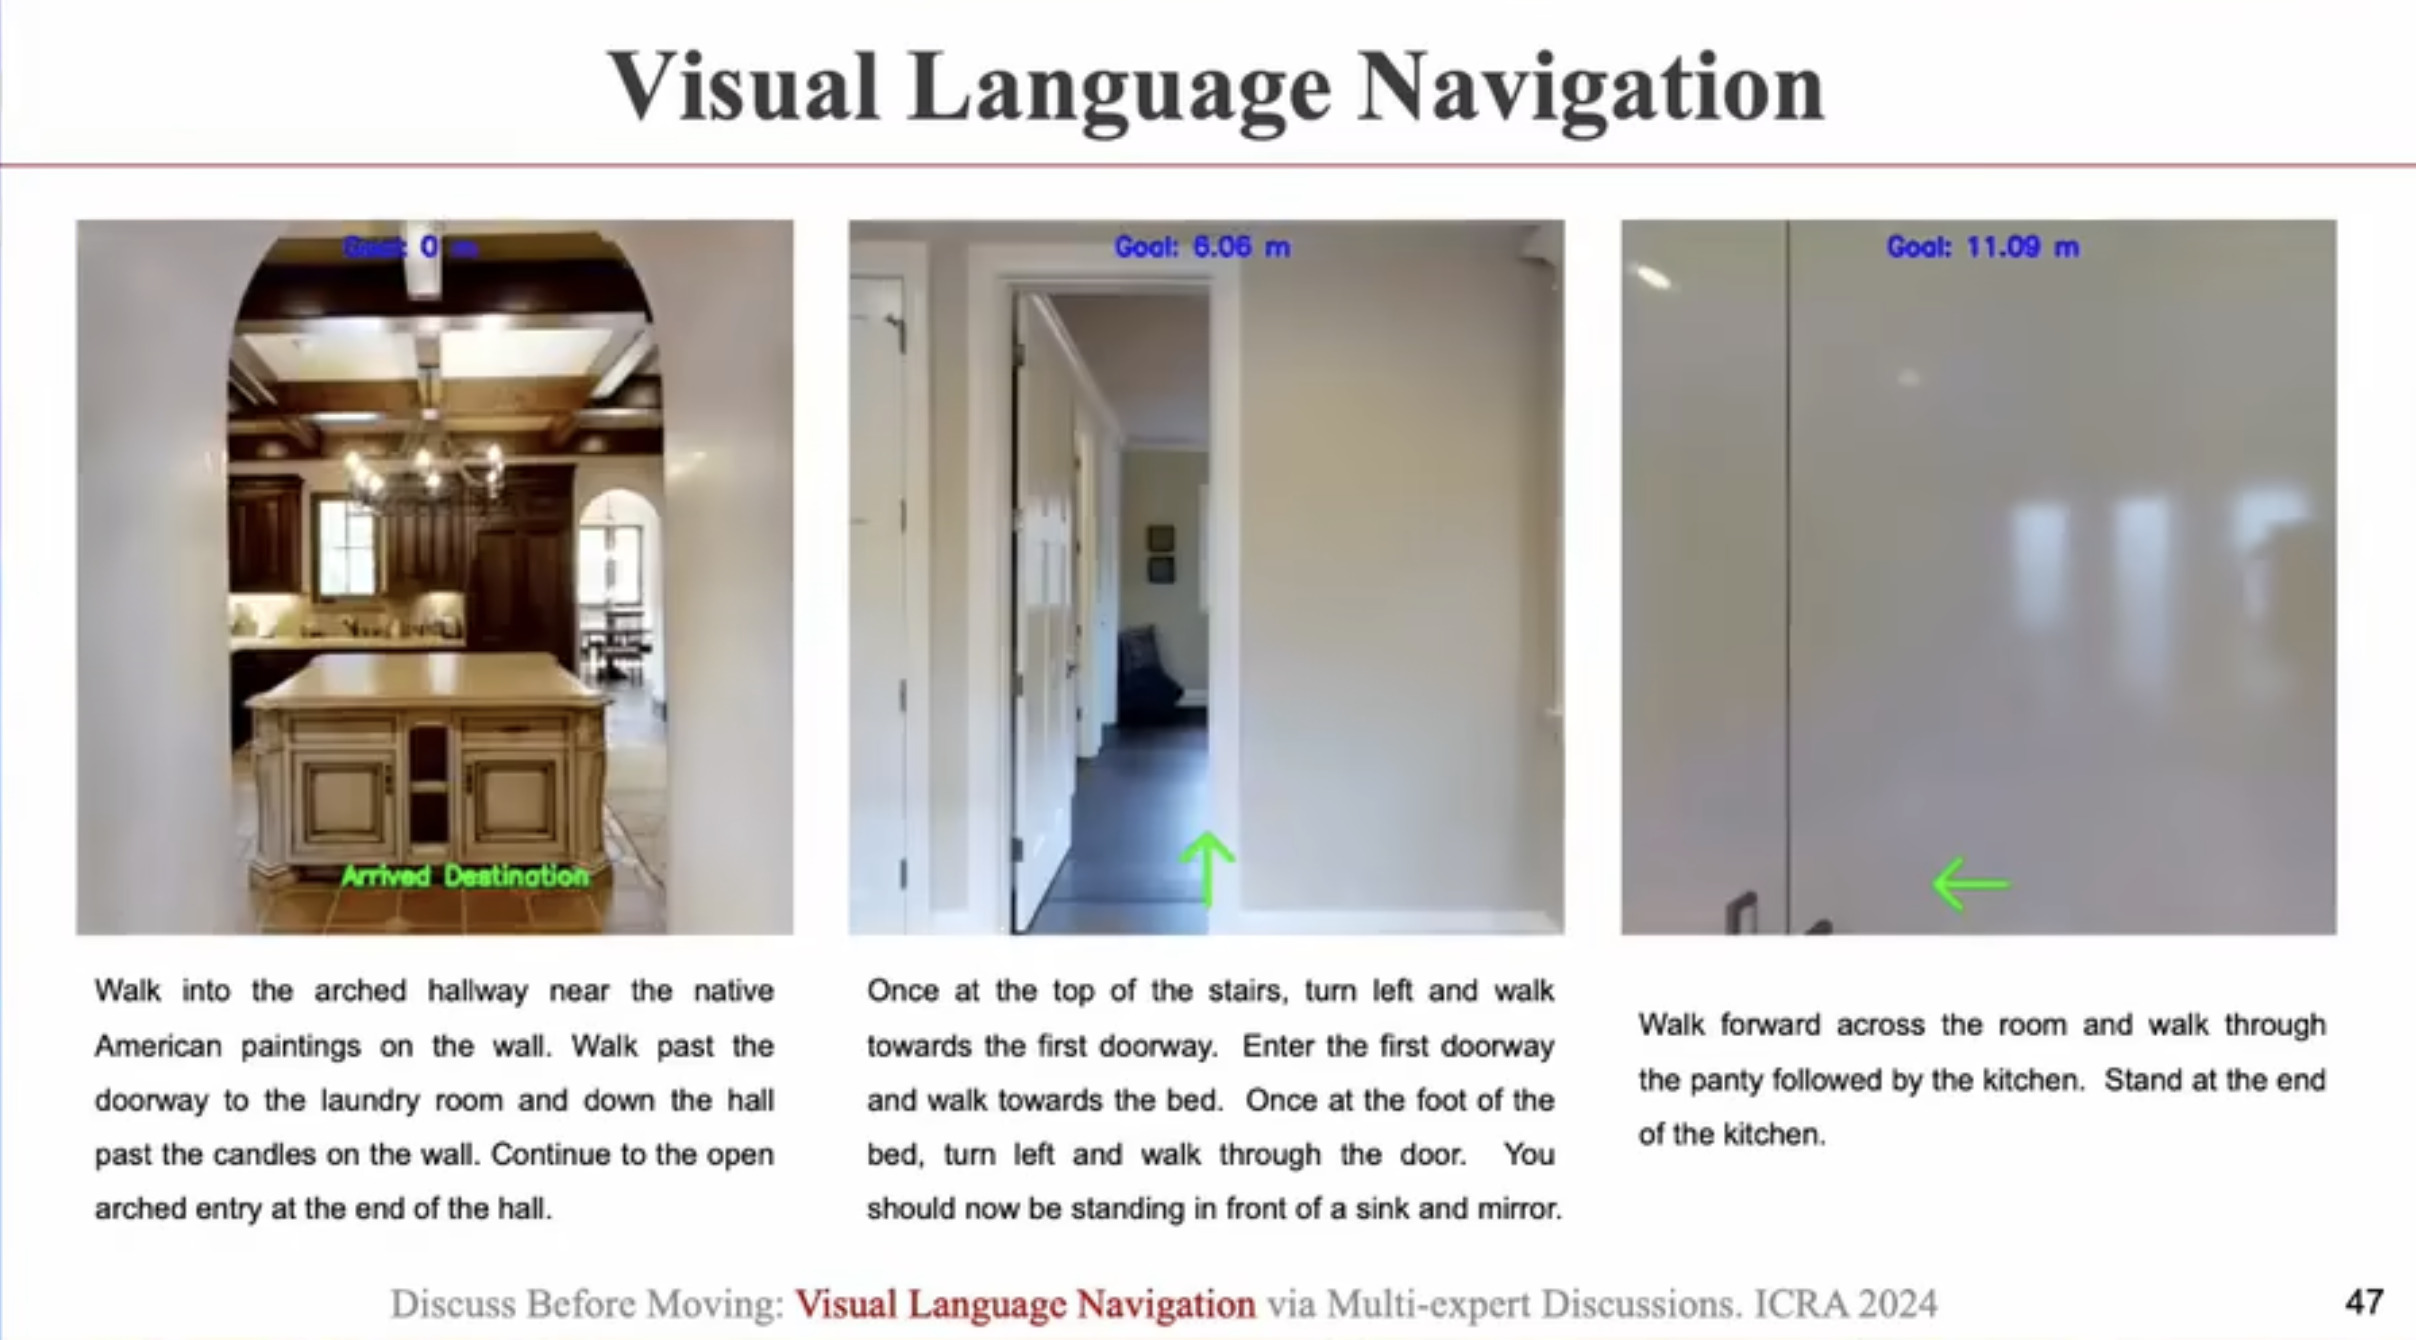 Visual Language Navigation
Goal: 0 m
Goal: 6.06 m
Goal: 11.09 m
Arrived Destination
Walk into the arched hallway near the native
American paintings on the wall. Walk past the
doorway to the laundry room and down the hall
past the candles on the wall. Continue to the open
arched entry at the end of the hall.
Once at the top of the stairs, turn left and walk
towards the first doorway. Enter the first doorway
and walk towards the bed. Once at the foot of the
bed, turn left and walk through the door. You
should now be standing in front of a sink and mirror.
Walk forward across the room and walk through
the panty followed by the kitchen. Stand at the end
of the kitchen.
Discuss Before Moving: Visual Language Navigation via Multi-expert Discussions. ICRA 2024
47